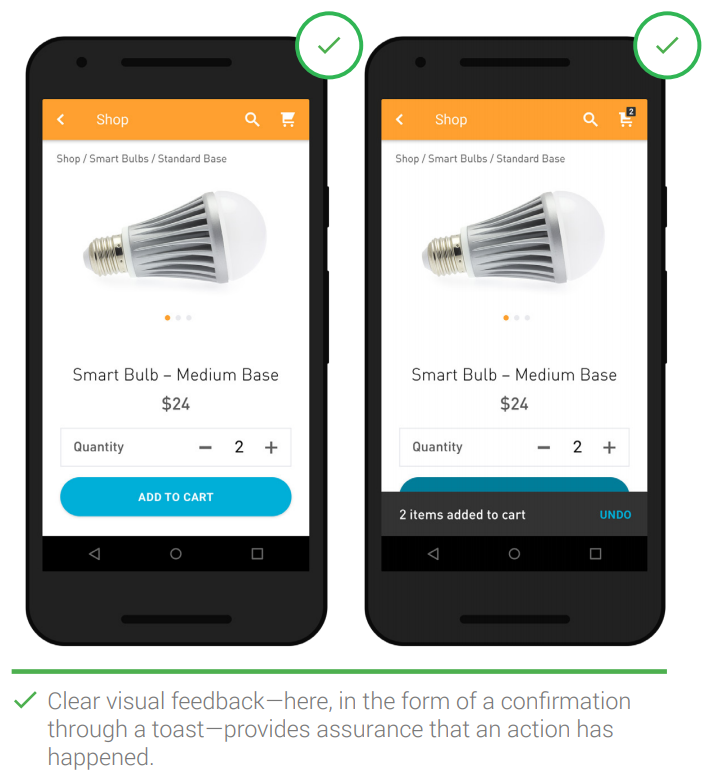 Shop
Shop / Smart Bulbs / Standard Base
Smart Bulb – Medium Base
$24
Quantity − 2 +
ADD TO CART
Shop 2
Shop / Smart Bulbs / Standard Base
Smart Bulb – Medium Base
$24
Quantity − 2 +
2 items added to cart UNDO
Clear visual feedback—here, in the form of a confirmation
through a toast—provides assurance that an action has
happened.